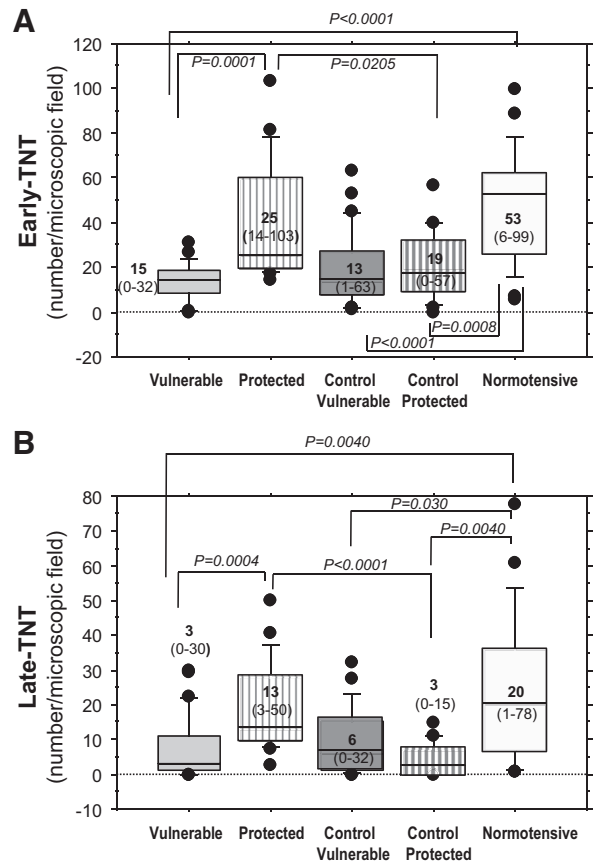 A
P<0.0001
P=0.0001
P=0.0205
Early-TNT
(number/microscopic field)
120
100
80
60
40
20
0
-20
15
(0-32)
25
(14-103)
13
(1-63)
19
(0-57)
53
(6-99)
P=0.0008
P<0.0001
Vulnerable
Protected
Control
Vulnerable
Control
Protected
Normotensive
B
P=0.0040
P=0.030
P=0.0040
P=0.0004
P<0.0001
Late-TNT
(number/microscopic field)
80
70
60
50
40
30
20
10
0
-10
3
(0-30)
13
(3-50)
6
(0-32)
3
(0-15)
20
(1-78)
Vulnerable
Protected
Control
Vulnerable
Control
Protected
Normotensive